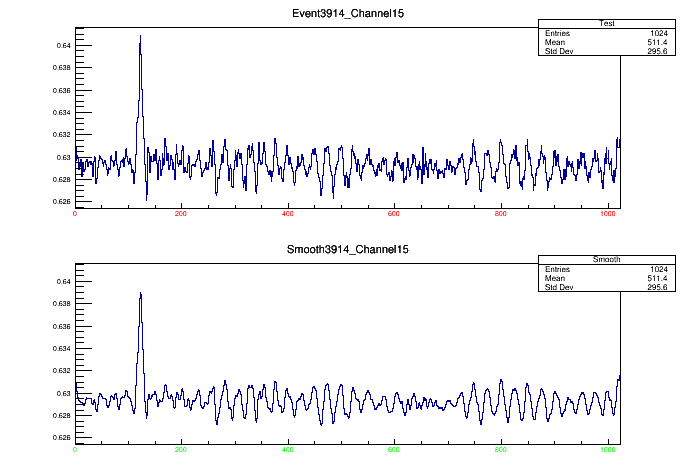 Event3914_Channel15
Test
Entries 1024
Mean 511.4
Std Dev 295.6
0.64
0.638
0.636
0.634
0.632
0.63
0.628
0.626
0 200 400 600 800 1000
Smooth3914_Channel15
Smooth
Entries 1024
Mean 511.4
Std Dev 295.6
0.64
0.638
0.636
0.634
0.632
0.63
0.628
0.626
0 200 400 600 800 1000